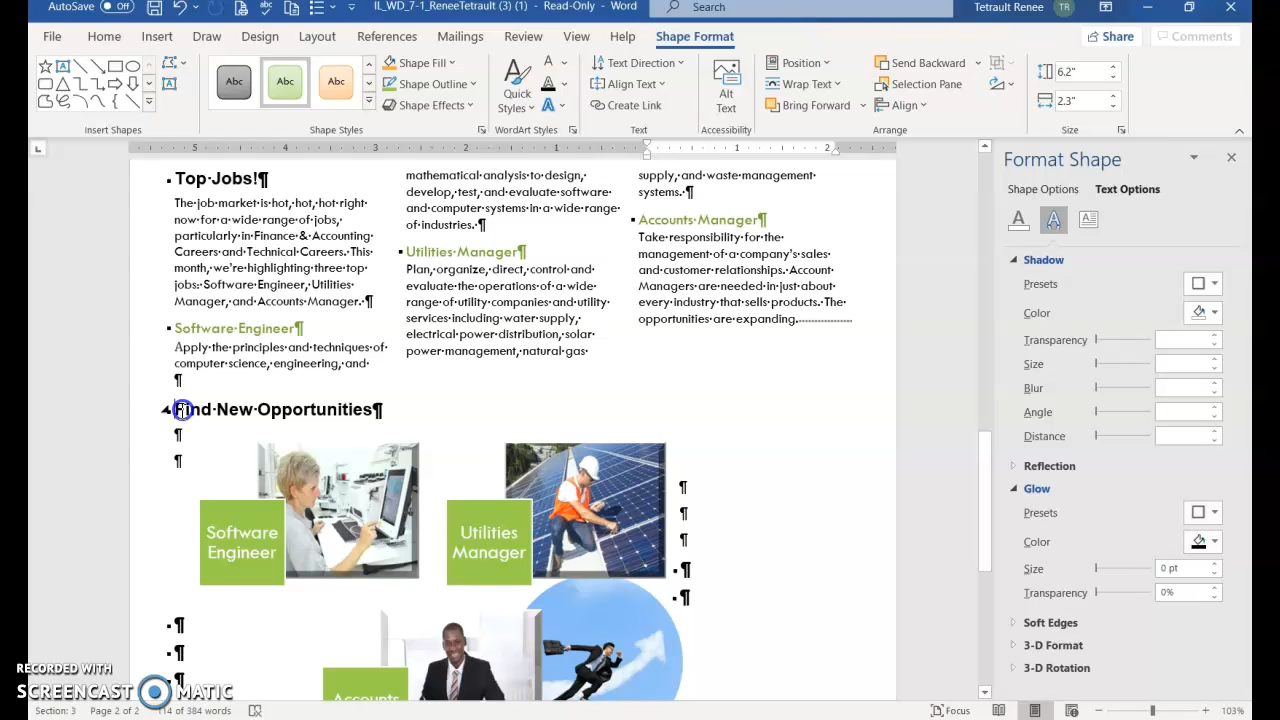 AutoSave Off
IL_WD_7-1_ReneeTetrault (3) (1) - Read-Only - Word
Search
Tetrault Renee TR
File Home Insert Draw Design Layout References Mailings Review View Help Shape Format
Share Comments
Abc Abc Abc
Shape Fill
Shape Outline
Shape Effects
Quick
Styles
A
A
A
Text Direction
Align Text
Create Link
Alt
Text
Position
Wrap Text
Bring Forward
Send Backward
Selection Pane
Align
6.2"
2.3"
Insert Shapes Shape Styles WordArt Styles Text Accessibility Arrange Size
5 4 3 2 1 1 2
Format Shape
Shape Options Text Options
Shadow
Presets
Color
Transparency
Size
Blur
Angle
Distance
Reflection
Glow
Presets
Color
Size 0 pt
Transparency 0%
Soft Edges
3-D Format
3-D Rotation
Top·Jobs!¶
The·job·market·is·hot,·hot,·hot·right·
now·for·a·wide·range·of·jobs,·
particularly·in·Finance·&·Accounting·
Careers·and·Technical·Careers.·This·
month,·we’re·highlighting·three·top·
jobs:·Software·Engineer,·Utilities·
Manager,·and·Accounts·Manager.·¶
Software·Engineer¶
Apply·the·principles·and·techniques·of·
computer·science,·engineering,·and·
¶
mathematical·analysis·to·design,·
develop,·test,·and·evaluate·software·
and·computer·systems·in·a·wide·range·
of·industries.·¶
Utilities·Manager¶
Plan,·organize,·direct,·control·and·
evaluate·the·operations·of·a·wide·
range·of·utility·companies·and·utility·
services·including·water·supply,·
electrical·power·distribution,·solar·
power·management,·natural·gas·
supply,·and·waste·management·
systems.·¶
Accounts·Manager¶
Take·responsibility·for·the·
management·of·a·company’s·sales·
and·customer·relationships.·Account·
Managers·are·needed·in·just·about·
every·industry·that·sells·products.·The·
opportunities·are·expanding.
Find·New·Opportunities¶
¶
¶
Software
Engineer
Utilities
Manager
¶
¶
¶
¶
¶
¶
¶
¶
Accounts
RECORDED WITH
SCREENCAST MATIC
Section: 3 Page 2 of 2 114 of 384 words
Focus
103%